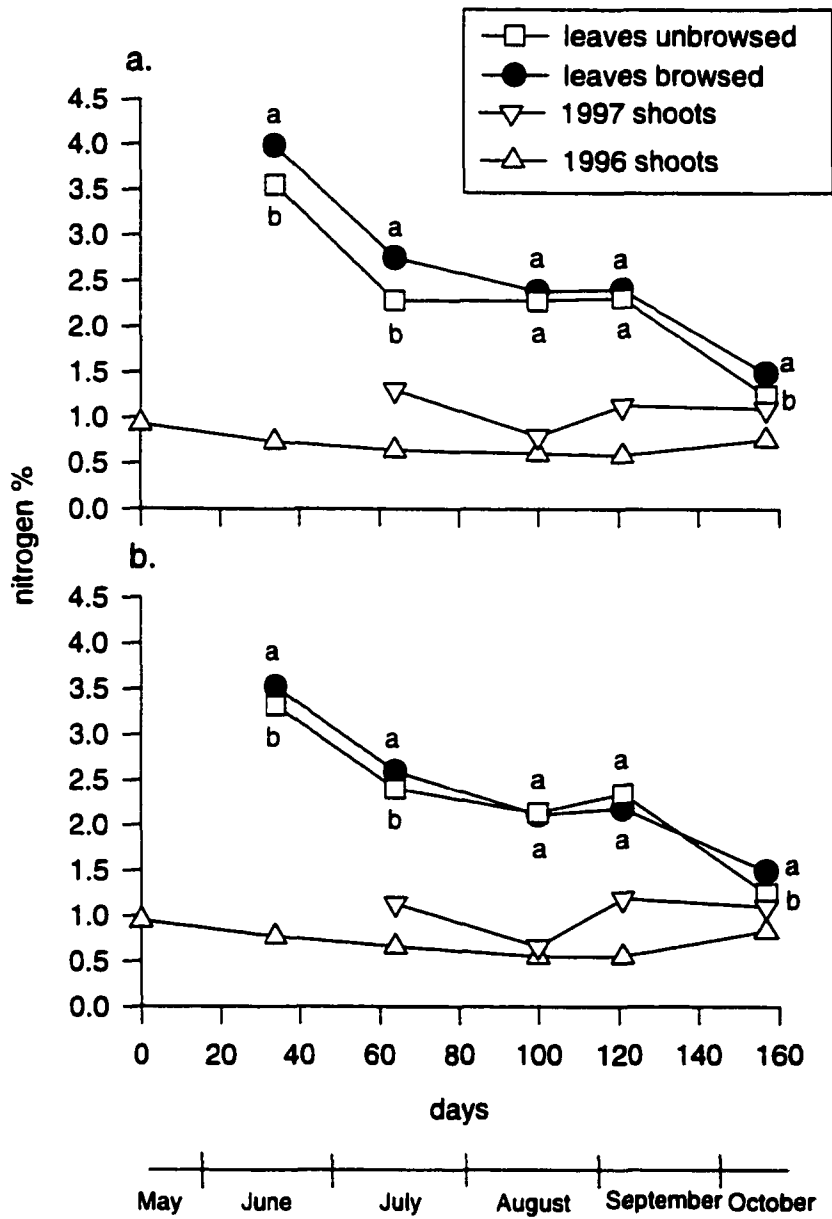 leaves unbrowsed
leaves browsed
1997 shoots
1996 shoots
a.
4.5
4.0
3.5
3.0
2.5
2.0
1.5
1.0
0.5
0.0
a
b
a
b
a
a
a
a
a
b
nitrogen %
b.
4.5
4.0
3.5
3.0
2.5
2.0
1.5
1.0
0.5
0.0
a
b
a
b
a
a
a
a
a
b
0 20 40 60 80 100 120 140 160
days
May June July August September October